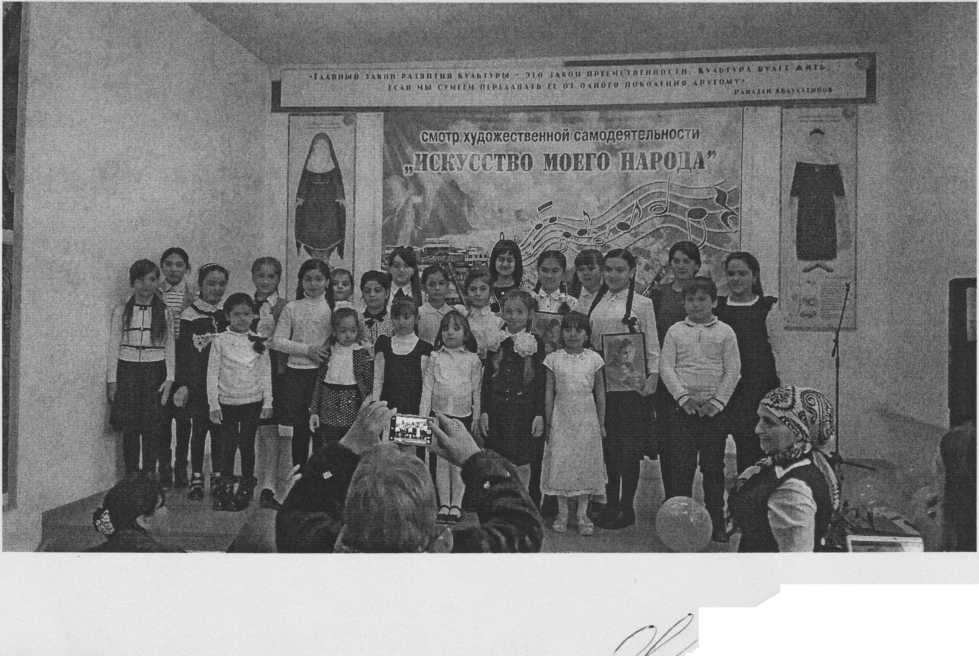 «Главный закон развития культуры – это закон преемственности. Культура будет жить,
если мы сумеем передавать ее от одного поколения другому»
Рамазан Абдулатипов
смотр художественной самодеятельности
„ИСКУССТВО МОЕГО НАРОДА”